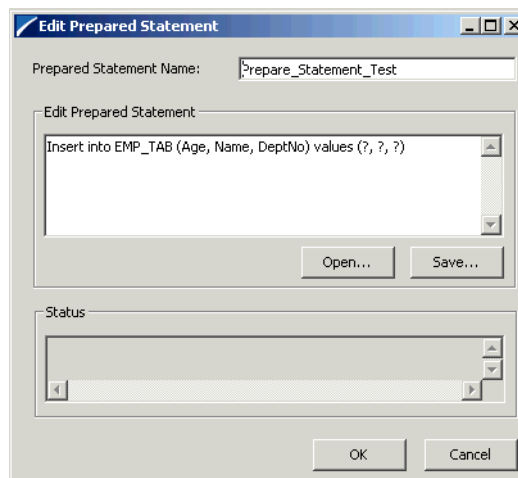 Edit Prepared Statement
Prepared Statement Name: Prepare_Statement_Test
Edit Prepared Statement
Insert into EMP_TAB (Age, Name, DeptNo) values (?, ?, ?)
Open... Save...
Status
OK Cancel